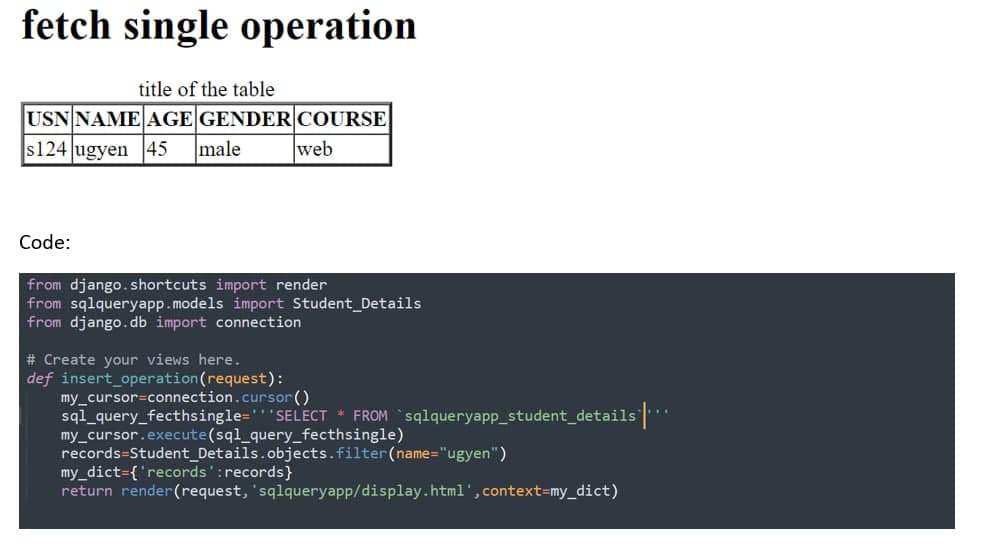 fetch single operation
title of the table
USN NAME AGE GENDER COURSE
s124 ugyen 45 male web
Code:
from django.shortcuts import render
from sqlqueryapp.models import Student_Details
from django.db import connection
# Create your views here.
def insert_operation(request):
    my_cursor=connection.cursor()
    sql_query_fecthsingle='''SELECT * FROM `sqlqueryapp_student_details`'''
    my_cursor.execute(sql_query_fecthsingle)
    records=Student_Details.objects.filter(name="ugyen")
    my_dict={'records':records}
    return render(request,'sqlqueryapp/display.html',context=my_dict)